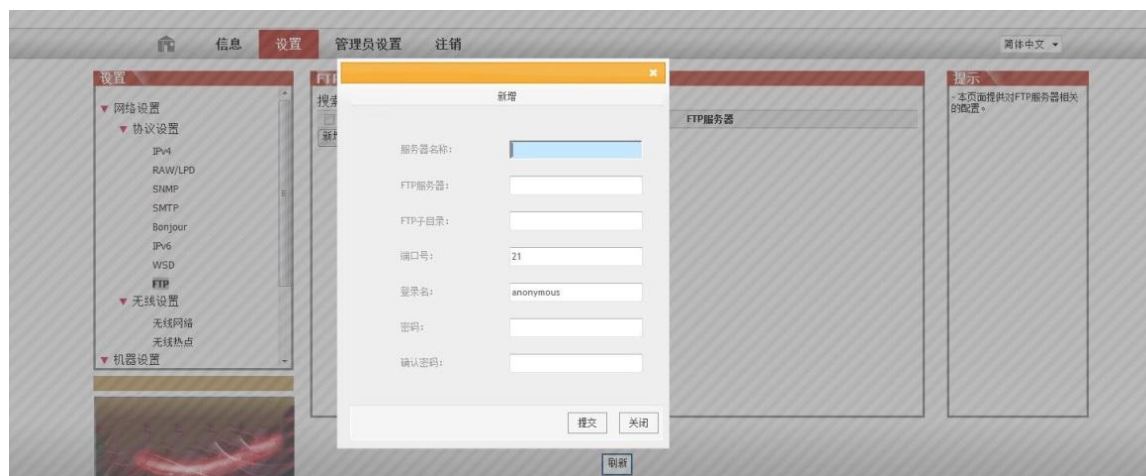 信息 设置 管理员设置 注销 简体中文
设置
网络设置
协议设置
IPv4
RAW/LPD
SNMP
SMTP
Bonjour
IPv6
WSD
FTP
无线设置
无线网络
无线热点
机器设置
FTP
搜索
FTP服务器
新增
新增
服务器名称:
FTP服务器:
FTP子目录:
端口号: 21
登录名: anonymous
密码:
确认密码:
提交 关闭
提示
-本页面提供对FTP服务器相关
的配置。
刷新